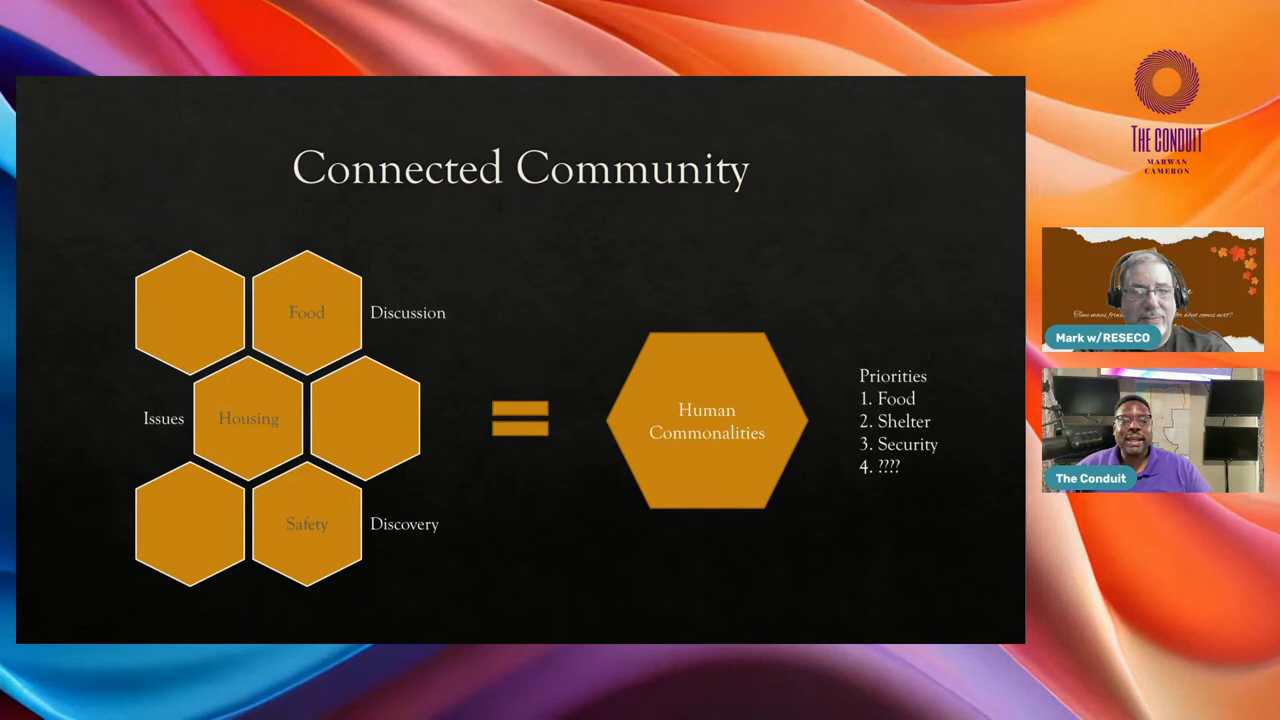 Connected Community
Food
Discussion
Issues
Housing
Safety
Discovery
Human
Commonalities
Priorities
1. Food
2. Shelter
3. Security
4. ????
THE CONDUIT
MARWAN
CAMERON
Mark w/RESECO
The Conduit